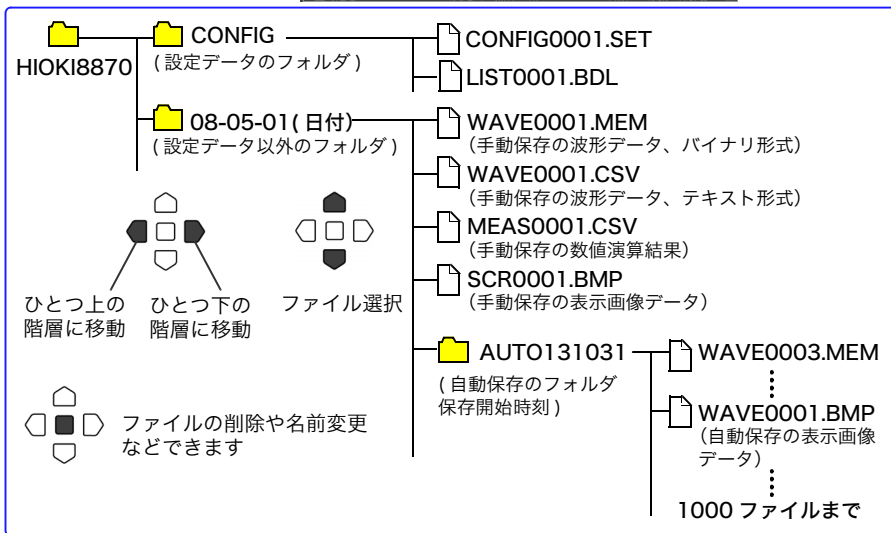 HIOKI8870
CONFIG
( 設定データのフォルダ )
CONFIG0001.SET
LIST0001.BDL
08-05-01( 日付)
( 設定データ以外のフォルダ )
WAVE0001.MEM
（手動保存の波形データ、バイナリ形式）
WAVE0001.CSV
（手動保存の波形データ、テキスト形式）
MEAS0001.CSV
（手動保存の数値演算結果）
SCR0001.BMP
（手動保存の表示画像データ）
AUTO131031
( 自動保存のフォルダ
保存開始時刻 )
WAVE0003.MEM
WAVE0001.BMP
（自動保存の表示画像
データ）
1000 ファイルまで
ひとつ上の
階層に移動
ひとつ下の
階層に移動
ファイル選択
ファイルの削除や名前変更
などできます